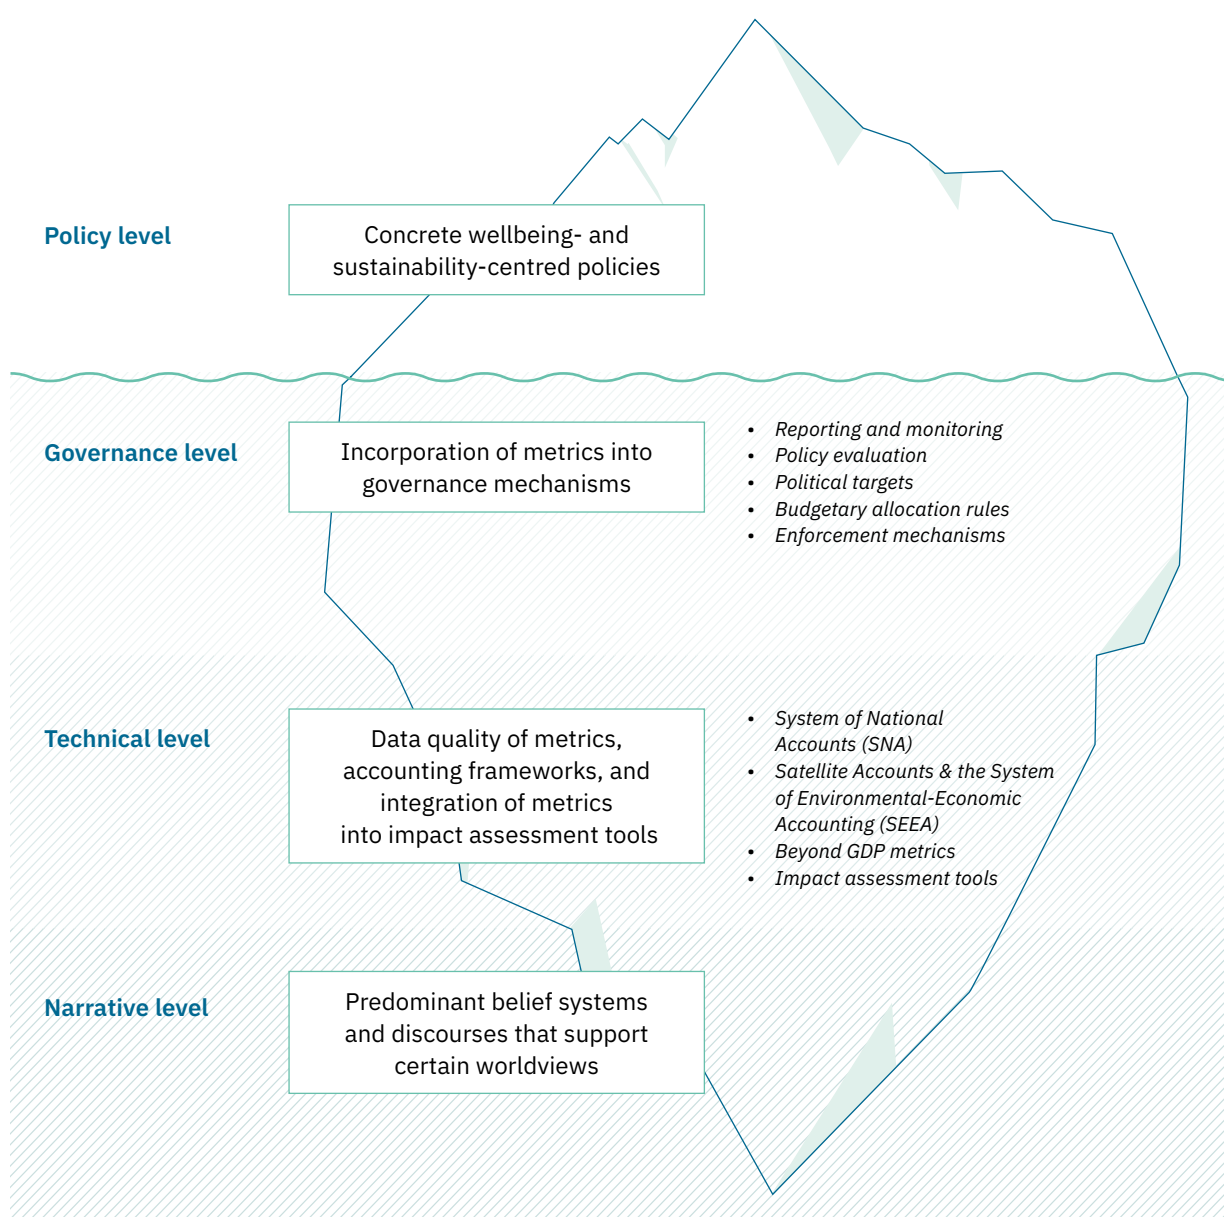 Policy level
Concrete wellbeing- and
sustainability-centred policies
Governance level
Incorporation of metrics into
governance mechanisms
• Reporting and monitoring
• Policy evaluation
• Political targets
• Budgetary allocation rules
• Enforcement mechanisms
Technical level
Data quality of metrics,
accounting frameworks, and
integration of metrics
into impact assessment tools
• System of National
Accounts (SNA)
• Satellite Accounts & the System
of Environmental-Economic
Accounting (SEEA)
• Beyond GDP metrics
• Impact assessment tools
Narrative level
Predominant belief systems
and discourses that support
certain worldviews